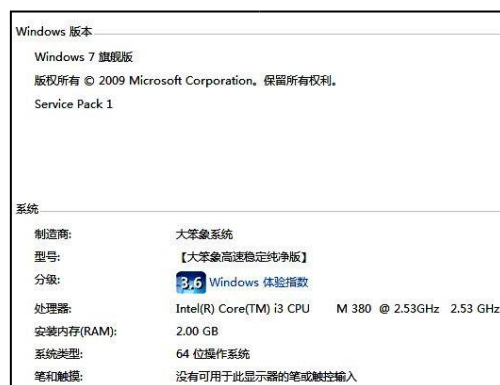 Windows 版本
Windows 7 旗舰版
版权所有 © 2009 Microsoft Corporation。保留所有权利。
Service Pack 1
系统
制造商: 大笨象系统
型号: 【大笨象高速稳定纯净版】
分级: 3.6 Windows 体验指数
处理器: Intel(R) Core(TM) i3 CPU M 380 @ 2.53GHz 2.53 GHz
安装内存(RAM): 2.00 GB
系统类型: 64 位操作系统
笔和触摸: 没有可用于此显示器的笔或触控输入